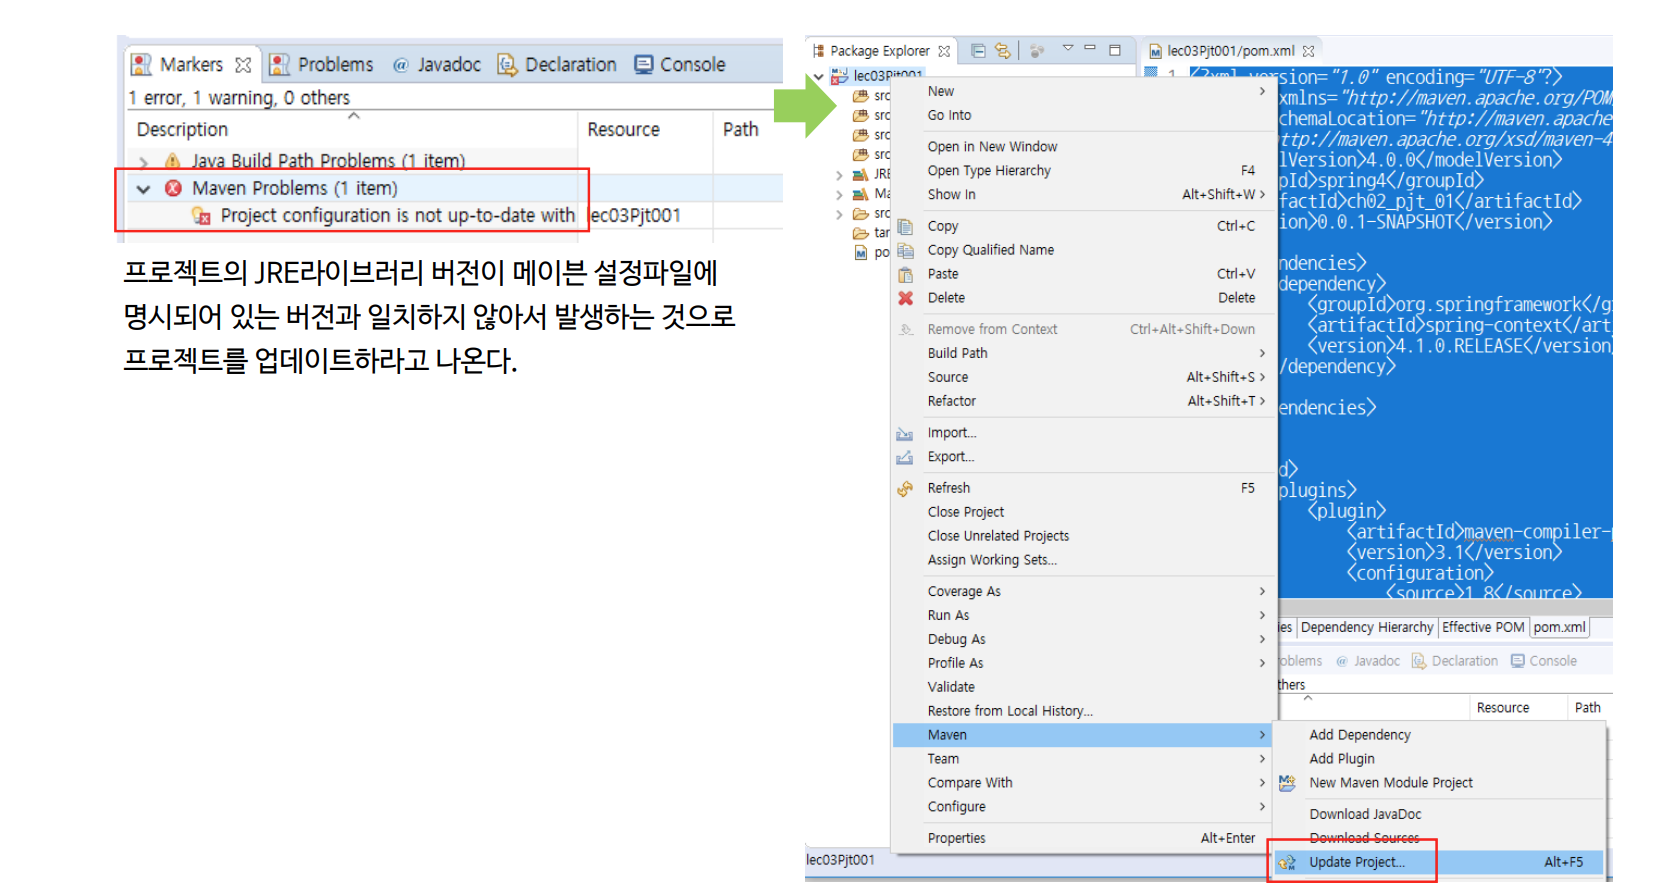 Markers Problems @ Javadoc Declaration Console
1 error, 1 warning, 0 others
Description Resource Path
Java Build Path Problems (1 item)
Maven Problems (1 item)
Project configuration is not up-to-date with lec03Pjt001
프로젝트의 JRE라이브러리 버전이 메이븐 설정파일에
명시되어 있는 버전과 일치하지 않아서 발생하는 것으로
프로젝트를 업데이트하라고 나온다.
Package Explorer
lec03Pjt001
src
src
src
src
JRE
Ma
src
tar
po
New
Go Into
Open in New Window
Open Type Hierarchy F4
Show In Alt+Shift+W >
Copy Ctrl+C
Copy Qualified Name
Paste Ctrl+V
Delete Delete
Remove from Context Ctrl+Alt+Shift+Down
Build Path
Source Alt+Shift+S >
Refactor Alt+Shift+T >
Import...
Export...
Refresh F5
Close Project
Close Unrelated Projects
Assign Working Sets...
Coverage As
Run As
Debug As
Profile As
Validate
Restore from Local History...
Maven
Team
Compare With
Configure
Properties Alt+Enter
lec03Pjt001
lec03Pjt001/pom.xml
1 <?xml version="1.0" encoding="UTF-8"?>
xmlns="http://maven.apache.org/POM
chemaLocation="http://maven.apache
ttp://maven.apache.org/xsd/maven-4
lVersion>4.0.0</modelVersion>
pId>spring4</groupId>
factId>ch02_pjt_01</artifactId>
ion>0.0.1-SNAPSHOT</version>
ndencies>
dependency>
<groupId>org.springframework</g
<artifactId>spring-context</art
<version>4.1.0.RELEASE</version
/dependency>
endencies>
d>
plugins>
<plugin>
<artifactId>maven-compiler-
<version>3.1</version>
<configuration>
<source>1.8</source>
ies Dependency Hierarchy Effective POM pom.xml
oblems @ Javadoc Declaration Console
thers
Resource Path
Add Dependency
Add Plugin
New Maven Module Project
Download JavaDoc
Download Sources
Update Project... Alt+F5